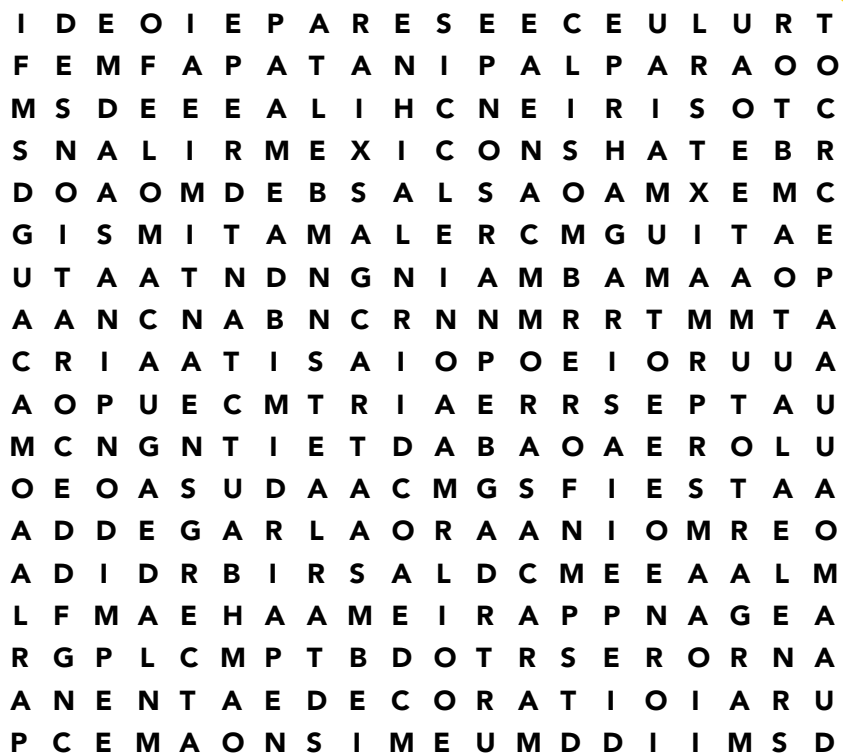 I D E O I E P A R E S E E C E U L U R T
F E M F A P A T A N I P A L P A R A O O
M S D E E E A L I H C N E I R I S O T C
S N A L I R M E X I C O N S H A T E B R
D O A O M D E B S A L S A O A M X E M C
G I S M I T A M A L E R C M G U I T A E
U T A A T N D N G N I A M B A M A A O P
A A N C N A B N C R N N M R R T M M T A
C R I A A T I S A I O P O E I O R U U A
A O P U E C M T R I A E R R S E P T A U
M C N G N T I E T D A B A O A E R O L U
O E O A S U D A A C M G S F I E S T A A
A D D E G A R L A O R A A N I O M R E O
A D I D R B I R S A L D C M E E A A L M
L F M A E H A A M E I R A P P N A G E A
R G P L C M P T B D O T R S E R O R N A
A N E N T A E D E C O R A T I O I A R U
P C E M A O N S I M E U M D D I I M S D